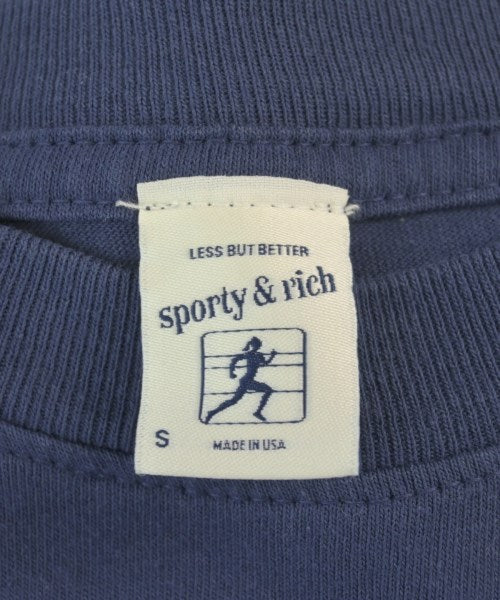 LESS BUT BETTER
sporty & rich
S
MADE IN USA